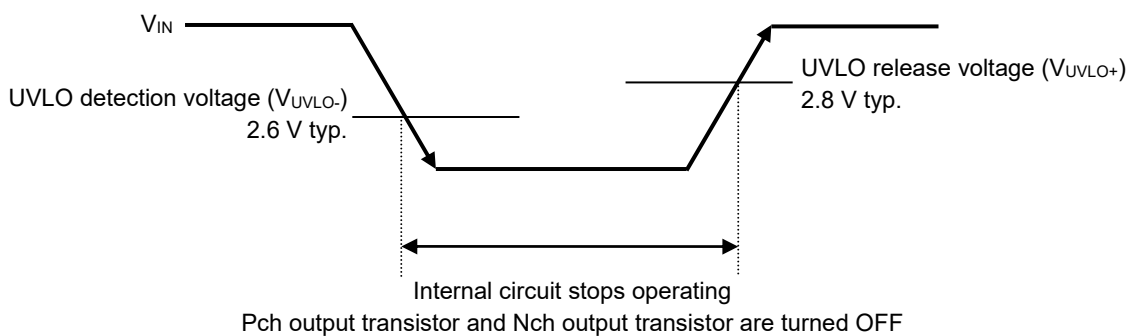 VIN
UVLO release voltage (VUVLO+)
2.8 V typ.
UVLO detection voltage (VUVLO-)
2.6 V typ.
Internal circuit stops operating
Pch output transistor and Nch output transistor are turned OFF